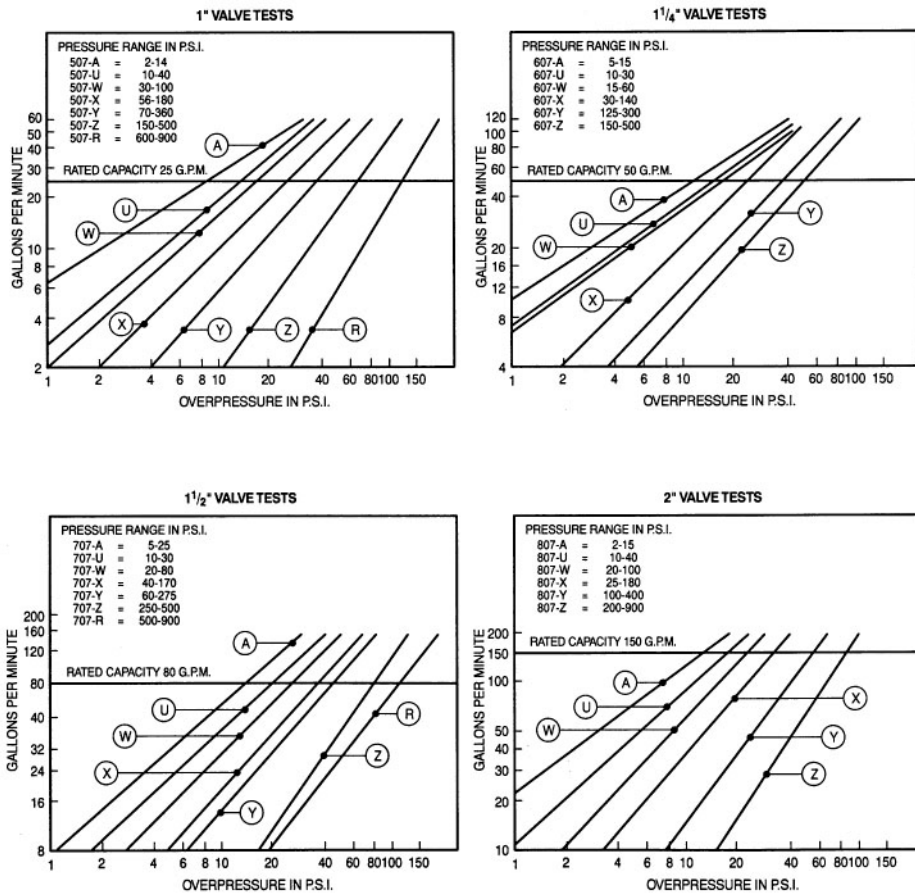 1" VALVE TESTS
PRESSURE RANGE IN P.S.I.
507-A = 2-14
507-U = 10-40
507-W = 30-100
507-X = 56-180
507-Y = 70-360
507-Z = 150-500
507-R = 600-900
RATED CAPACITY 25 G.P.M.
GALLONS PER MINUTE
60
50
40
30
20
10
8
6
4
2
A
U
W
X
Y
Z
R
1 2 4 6 8 10 20 40 60 80 100 150
OVERPRESSURE IN P.S.I.
1 1/4" VALVE TESTS
PRESSURE RANGE IN P.S.I.
607-A = 5-15
607-U = 10-30
607-W = 15-60
607-X = 30-140
607-Y = 125-300
607-Z = 150-500
RATED CAPACITY 50 G.P.M.
GALLONS PER MINUTE
120
100
80
60
40
20
16
12
8
4
A
U
W
X
Y
Z
1 2 4 6 8 10 20 40 60 80 100 150
OVERPRESSURE IN P.S.I.
1 1/2" VALVE TESTS
PRESSURE RANGE IN P.S.I.
707-A = 5-25
707-U = 10-30
707-W = 20-80
707-X = 40-170
707-Y = 60-275
707-Z = 250-500
707-R = 500-900
RATED CAPACITY 80 G.P.M.
GALLONS PER MINUTE
200
160
120
80
40
32
24
16
8
A
U
W
X
Y
Z
R
1 2 4 6 8 10 20 40 60 80 100 150
OVERPRESSURE IN P.S.I.
2" VALVE TESTS
PRESSURE RANGE IN P.S.I.
807-A = 2-15
807-U = 10-40
807-W = 20-100
807-X = 25-180
807-Y = 100-400
807-Z = 200-900
RATED CAPACITY 150 G.P.M.
GALLONS PER MINUTE
200
150
100
50
40
30
20
10
A
U
W
X
Y
Z
1 2 4 6 8 10 20 40 60 80 100 150
OVERPRESSURE IN P.S.I.